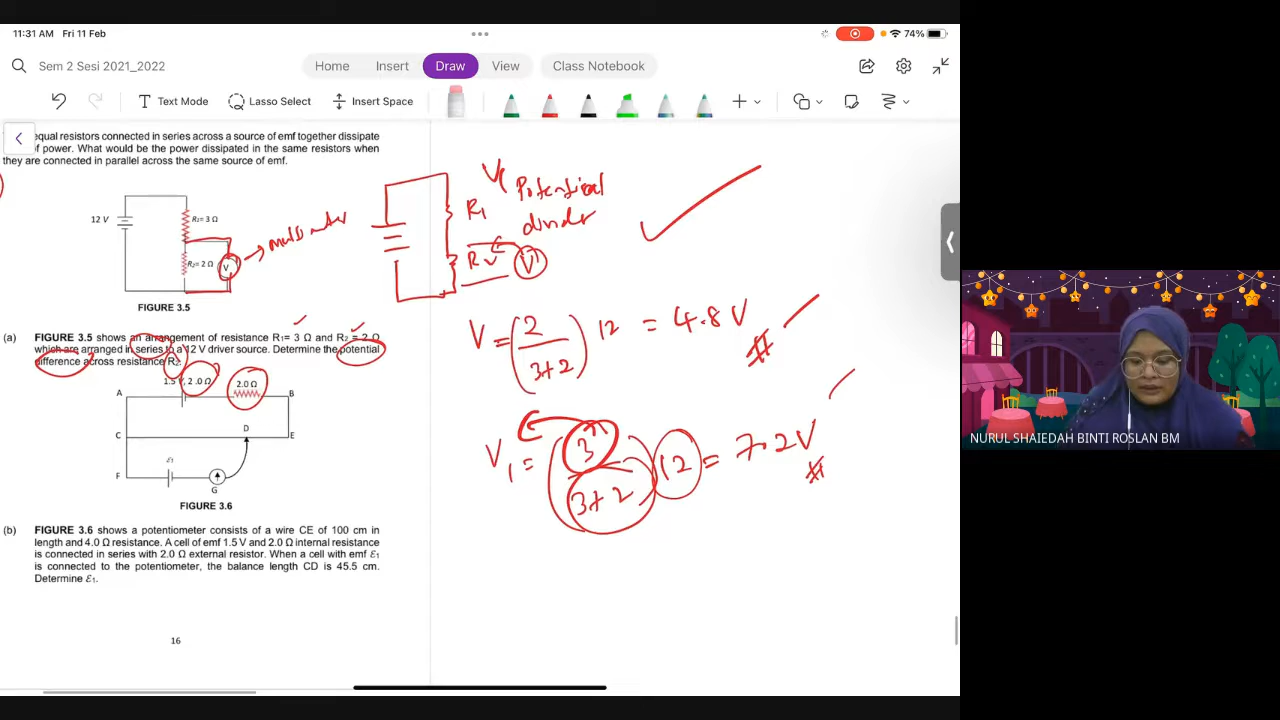 11:31 AM Fri 11 Feb
74%
Sem 2 Sesi 2021_2022
Home Insert Draw View Class Notebook
Text Mode Lasso Select Insert Space
equal resistors connected in series across a source of emf together dissipate
of power. What would be the power dissipated in the same resistors when
they are connected in parallel across the same source of emf.
12 V
R₁= 3 Ω
R₂= 2 Ω
V
FIGURE 3.5
(a) FIGURE 3.5 shows an arrangement of resistance R₁= 3 Ω and R₂ = 2 Ω
which are arranged in series to a 12 V driver source. Determine the potential
difference across resistance R₂.
1.5 V, 2.0 Ω
2.0 Ω
A
B
C
D
E
F
ε₁
G
FIGURE 3.6
(b) FIGURE 3.6 shows a potentiometer consists of a wire CE of 100 cm in
length and 4.0 Ω resistance. A cell of emf 1.5 V and 2.0 Ω internal resistance
is connected in series with 2.0 Ω external resistor. When a cell with emf ℰ₁
is connected to the potentiometer, the balance length CD is 45.5 cm.
Determine ℰ₁.
16
Potential
divider
R₁
V
V = (2 / 3+2) 12 = 4.8 V
V₁ = (3 / 3+2) 12 = 7.2 V
NURUL SHAIEDAH BINTI ROSLAN BM